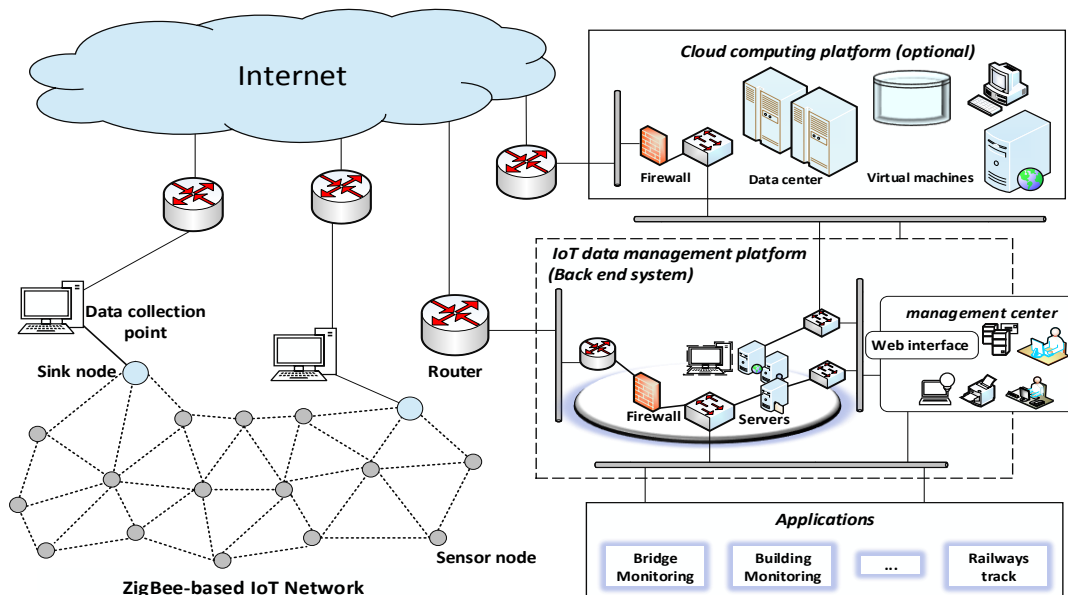 Internet
Cloud computing platform (optional)
Firewall
Data center
Virtual machines
IoT data management platform
(Back end system)
management center
Web interface
Data collection
point
Router
Sink node
Firewall
Servers
Sensor node
ZigBee-based IoT Network
Applications
Bridge
Monitoring
Building
Monitoring
...
Railways
track